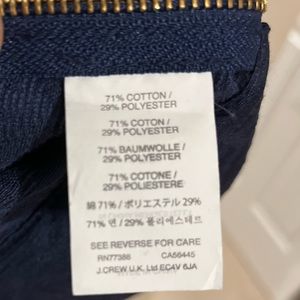 71% COTTON /
29% POLYESTER
71% COTON /
29% POLYESTER
71% BAUMWOLLE /
29% POLYESTER
71% COTONE /
29% POLIESTERE
綿 71% / ポリエステル 29%
71% 면 / 29% 폴리에스테르
SEE REVERSE FOR CARE
RN77388 CA56445
J.CREW U.K. Ltd EC4V 6JA